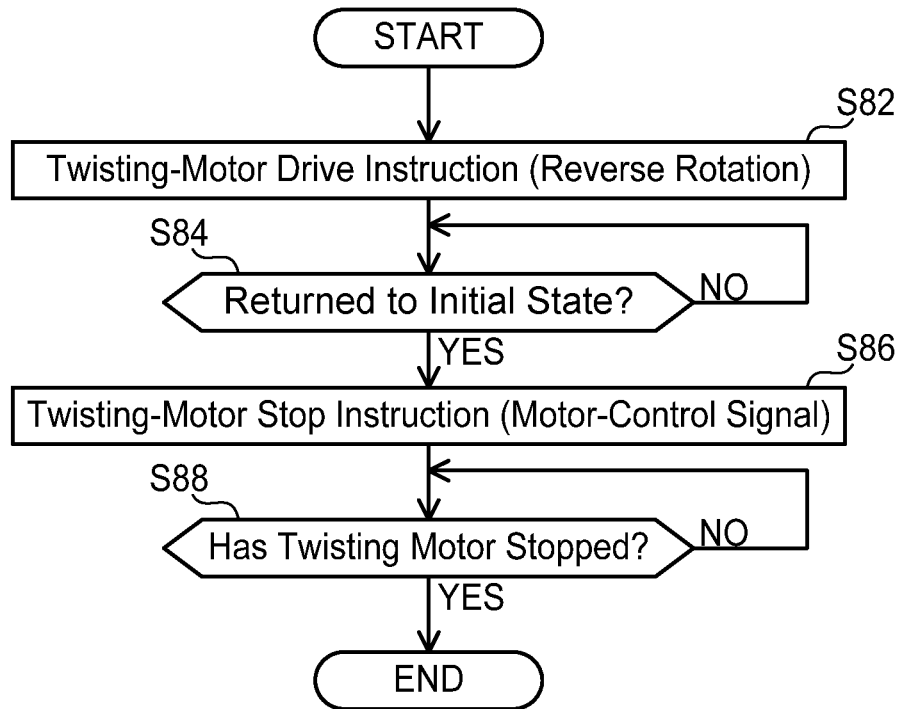 START
S82
Twisting-Motor Drive Instruction (Reverse Rotation)
S84
Returned to Initial State?
NO
YES
S86
Twisting-Motor Stop Instruction (Motor-Control Signal)
S88
Has Twisting Motor Stopped?
NO
YES
END